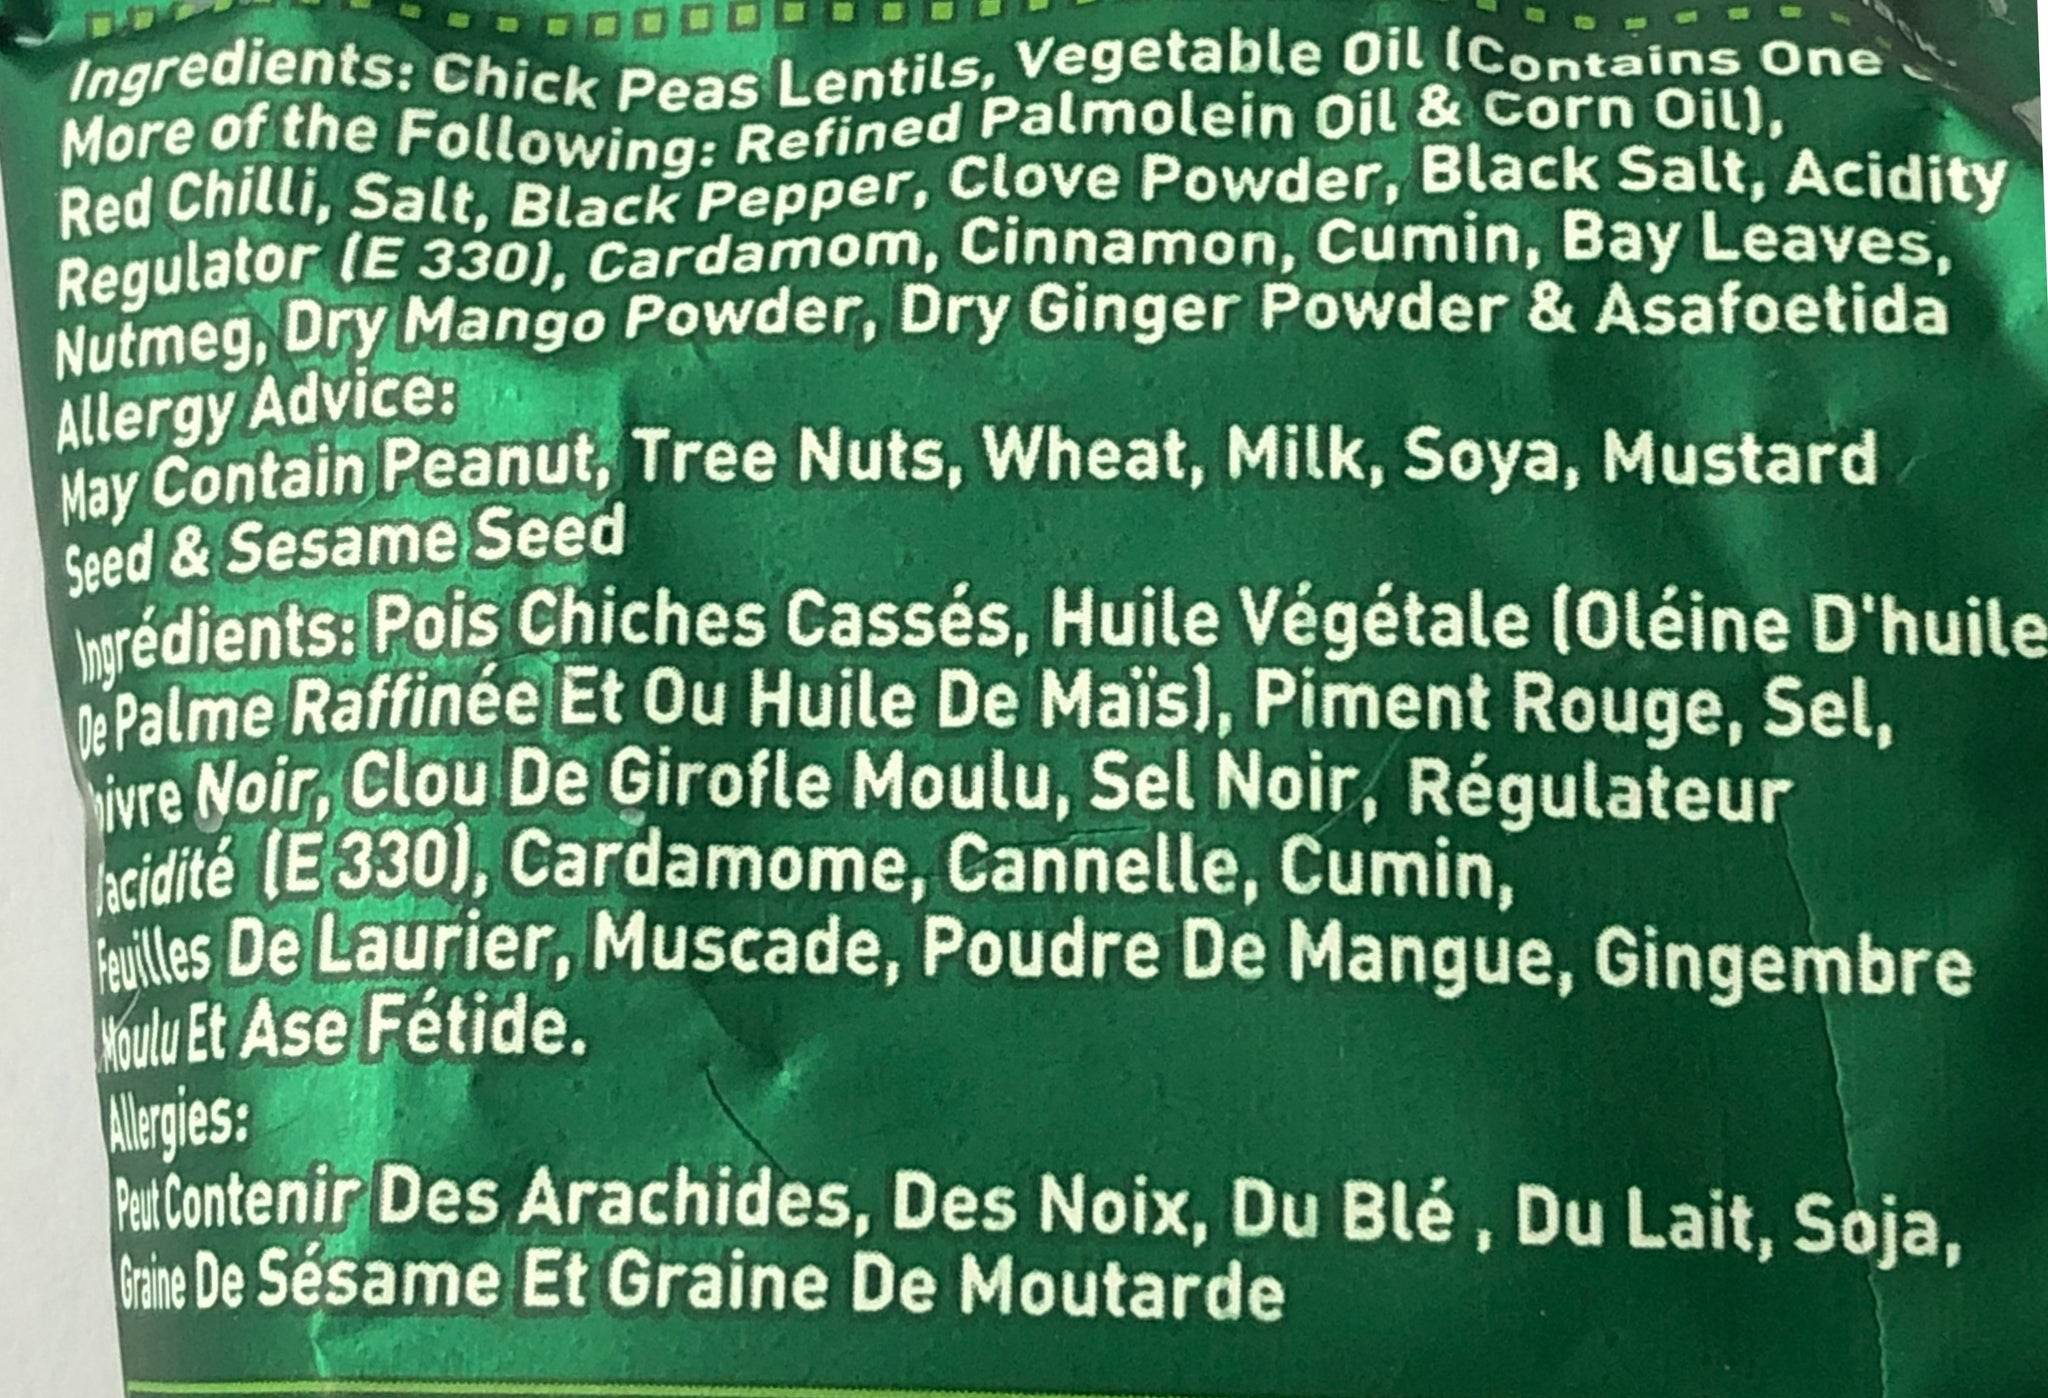 Ingredients: Chick Peas Lentils, Vegetable Oil (Contains One
More of the Following: Refined Palmolein Oil & Corn Oil),
Red Chilli, Salt, Black Pepper, Clove Powder, Black Salt, Acidity
Regulator (E 330), Cardamom, Cinnamon, Cumin, Bay Leaves,
Nutmeg, Dry Mango Powder, Dry Ginger Powder & Asafoetida
Allergy Advice:
May Contain Peanut, Tree Nuts, Wheat, Milk, Soya, Mustard
Seed & Sesame Seed
Ingrédients: Pois Chiches Cassés, Huile Végétale (Oléine D'huile
De Palme Raffinée Et Ou Huile De Maïs), Piment Rouge, Sel,
Noir, Clou De Girofle Moulu, Sel Noir, Régulateur
acidité (E 330), Cardamome, Cannelle, Cumin,
Feuilles De Laurier, Muscade, Poudre De Mangue, Gingembre
Moulu Et Ase Fétide.
Allergies:
Peut Contenir Des Arachides, Des Noix, Du Blé , Du Lait, Soja,
Graine De Sésame Et Graine De Moutarde